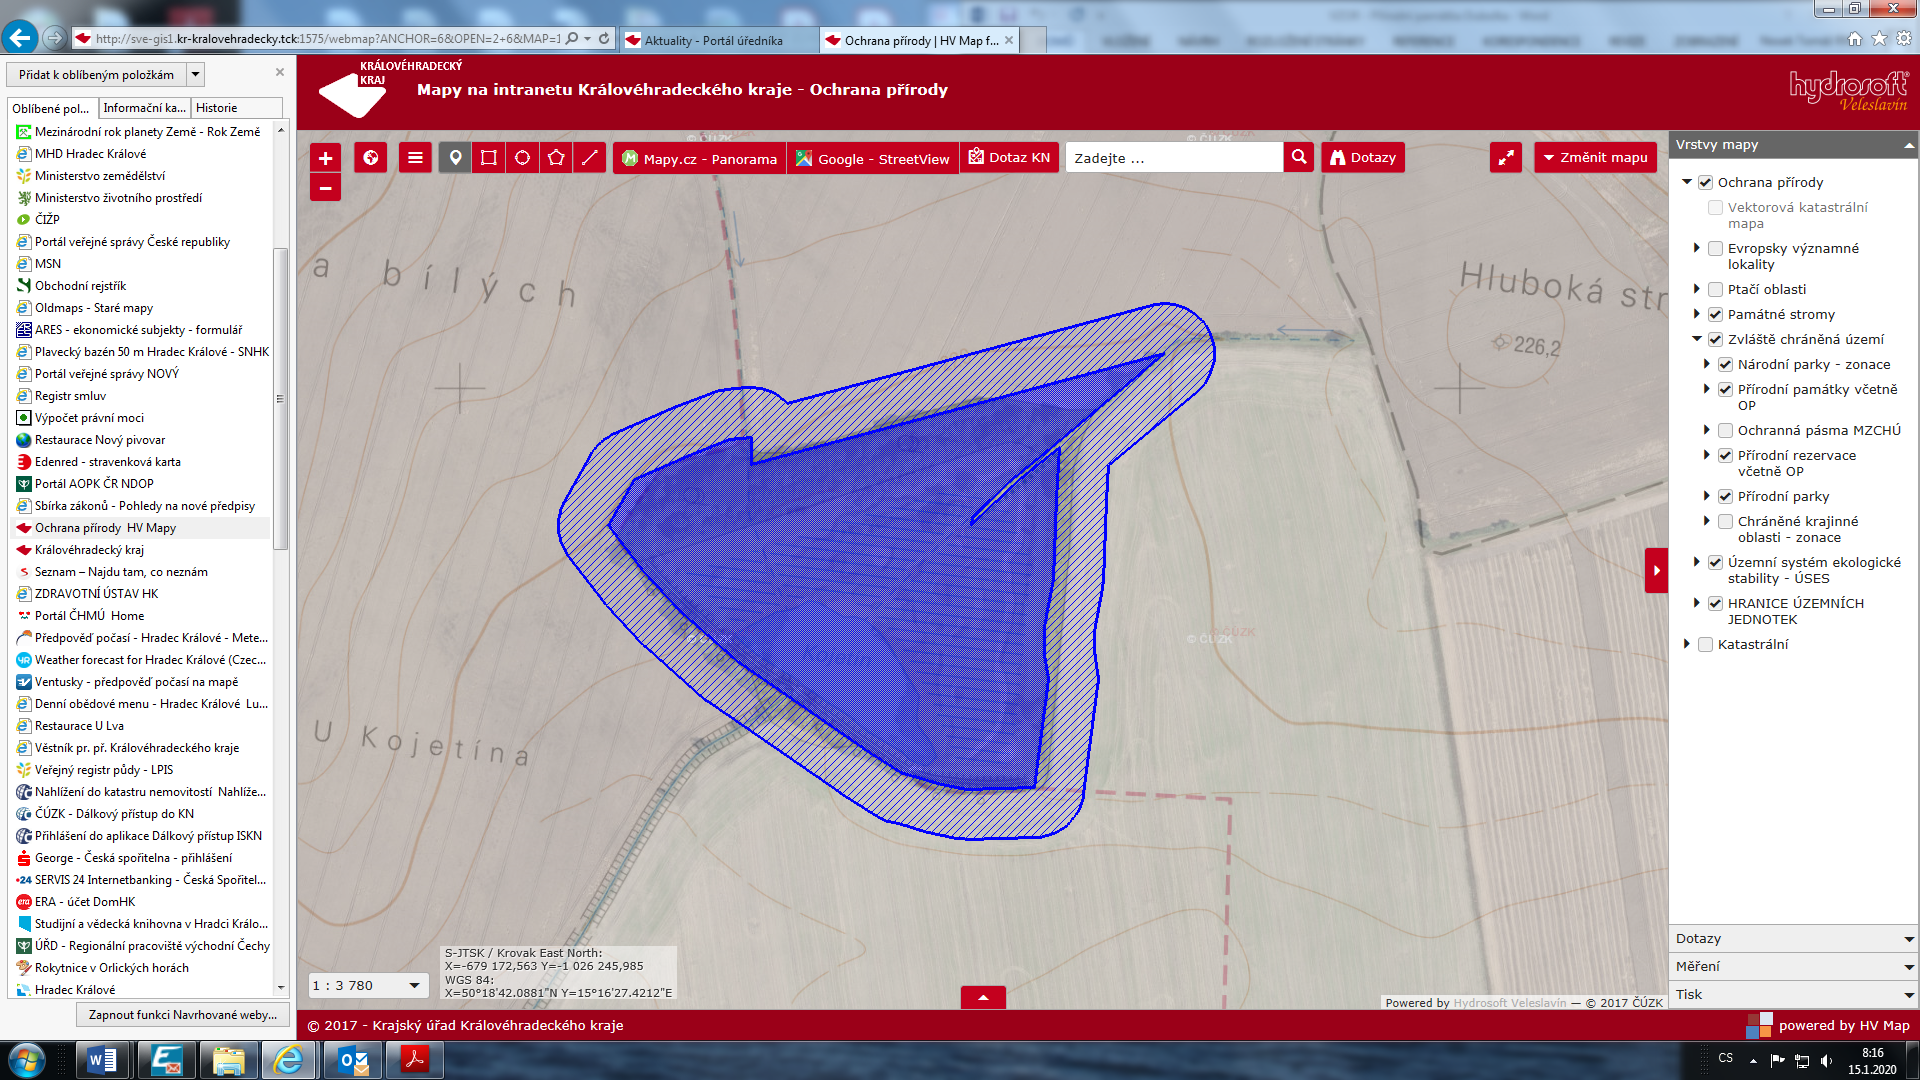 http://sve-gis1.kr-kralovehradecky.tck:1575/webmap?ANCHOR=6&OPEN=2+6&MAP=1
Aktuality - Portál úředníka
Ochrana přírody | HV Map f...
Přidat k oblíbeným položkám
Oblíbené pol...
Informační ka...
Historie
Mezinárodní rok planety Země - Rok Země
MHD Hradec Králové
Ministerstvo zemědělství
Ministerstvo životního prostředí
ČIŽP
Portál veřejné správy České republiky
MSN
Obchodní rejstřík
Oldmaps - Staré mapy
ARES - ekonomické subjekty - formulář
Plavecký bazén 50 m Hradec Králové - SNHK
Portál veřejné správy NOVÝ
Registr smluv
Výpočet právní moci
Restaurace Nový pivovar
Edenred - stravenková karta
Portál AOPK ČR NDOP
Sbírka zákonů - Pohledy na nové předpisy
Ochrana přírody  HV Mapy
Královéhradecký kraj
Seznam – Najdu tam, co neznám
ZDRAVOTNÍ ÚSTAV HK
Portál ČHMÚ  Home
Předpověď počasí - Hradec Králové - Mete...
Weather forecast for Hradec Králové (Czec...
Ventusky - předpověď počasí na mapě
Denní obědové menu - Hradec Králové  Lu...
Restaurace U Lva
Věstník pr. př. Královéhradeckého kraje
Veřejný registr půdy - LPIS
Nahlížení do katastru nemovitostí  Nahlíže...
ČÚZK - Dálkový přístup do KN
Přihlášení do aplikace Dálkový přístup ISKN
George - Česká spořitelna - přihlášení
SERVIS 24 Internetbanking - Česká Spořitel...
ERA - účet DomHK
Studijní a vědecká knihovna v Hradci Králo...
ÚŘD - Regionální pracoviště východní Čechy
Rokytnice v Orlických horách
Hradec Králové
Zapnout funkci Navrhované weby...
KRÁLOVÉHRADECKÝ
KRAJ
Mapy na intranetu Královéhradeckého kraje - Ochrana přírody
hydrosoft
Veleslavín
Mapy.cz - Panorama
Google - StreetView
Dotaz KN
Zadejte ...
Dotazy
Změnit mapu
© ČÚZK
© ČÚZK
a bílých
Hluboká str
226,2
© ČÚZK
© ČÚZK
U Kojetína
S-JTSK / Krovak East North:
X=-679 172,563 Y=-1 026 245,985
WGS 84:
X=50°18'42.0881"N Y=15°16'27.4212"E
1 : 3 780
Powered by Hydrosoft Veleslavín — © 2017 ČÚZK
Vrstvy mapy
Ochrana přírody
Vektorová katastrální
mapa
Evropsky významné
lokality
Ptačí oblasti
Památné stromy
Zvláště chráněná území
Národní parky - zonace
Přírodní památky včetně
OP
Ochranná pásma MZCHÚ
Přírodní rezervace
včetně OP
Přírodní parky
Chráněné krajinné
oblasti - zonace
Územní systém ekologické
stability - ÚSES
HRANICE ÚZEMNÍCH
JEDNOTEK
Katastrální
Dotazy
Měření
Tisk
© 2017 - Krajský úřad Královéhradeckého kraje
powered by HV Map
CS
8:16
15.1.2020